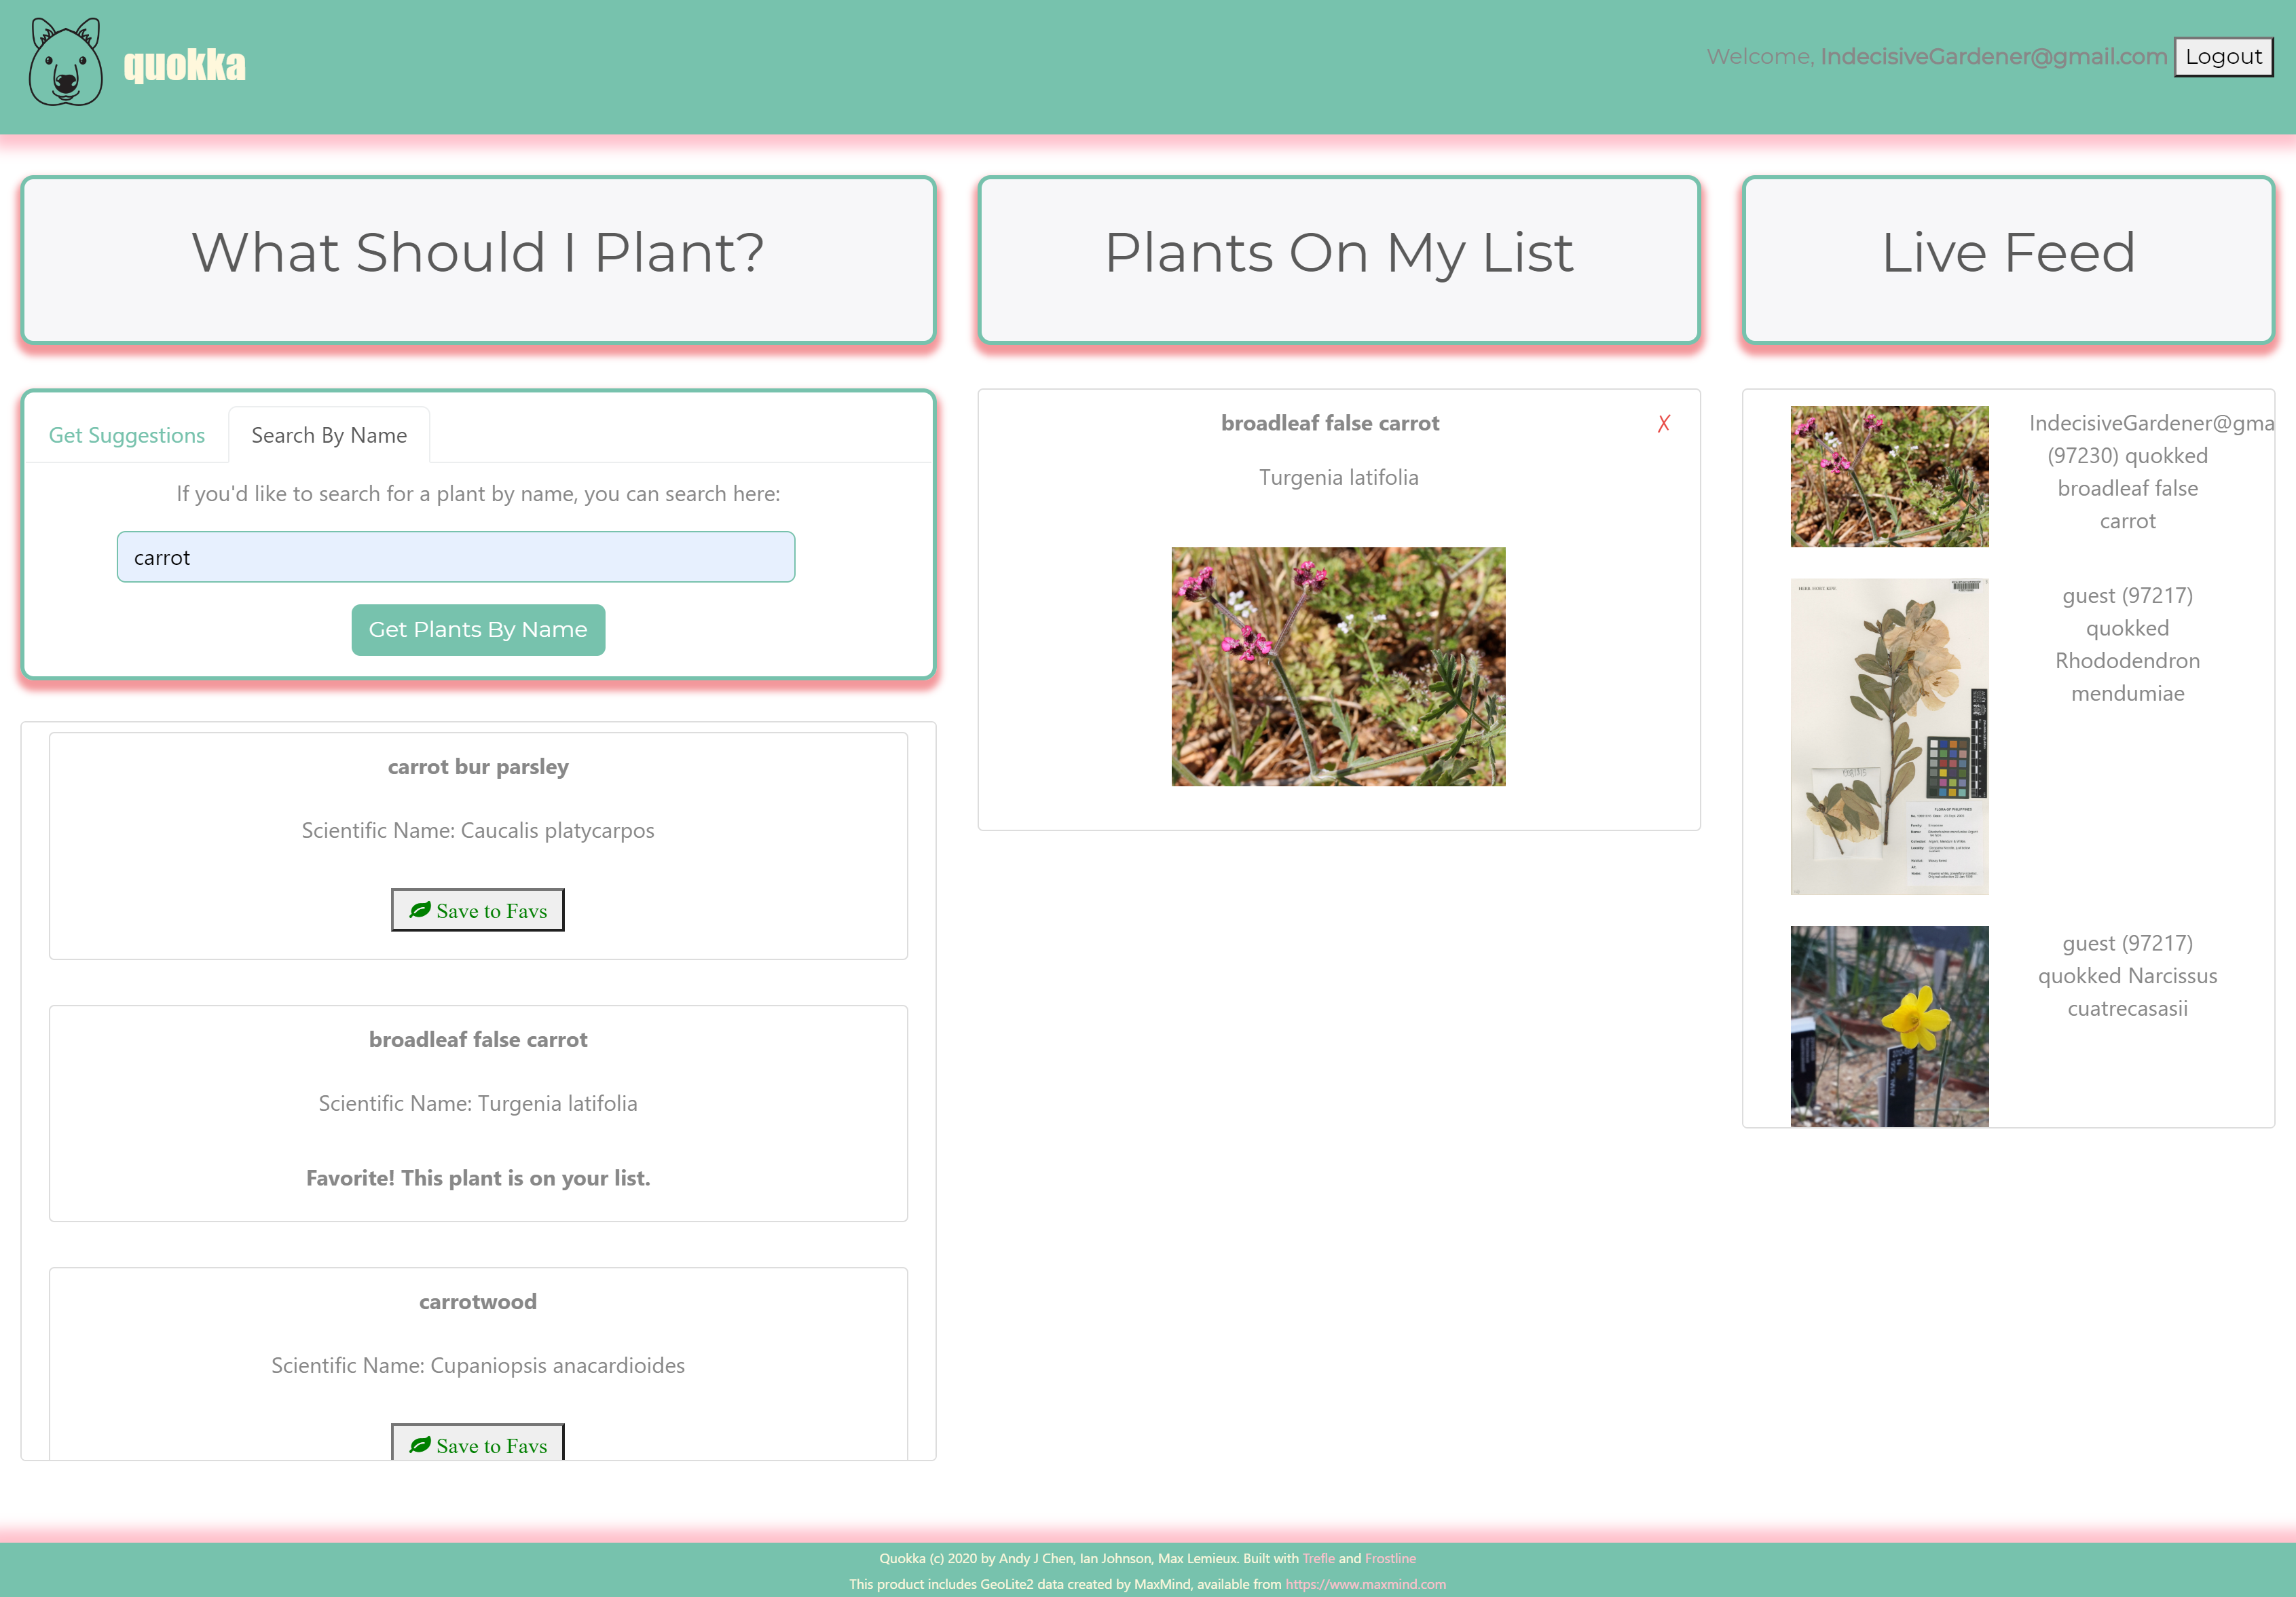 quokka
Welcome, IndecisiveGardener@gmail.com Logout
What Should I Plant?
Plants On My List
Live Feed
Get Suggestions
Search By Name
If you'd like to search for a plant by name, you can search here:
carrot
Get Plants By Name
carrot bur parsley
Scientific Name: Caucalis platycarpos
Save to Favs
broadleaf false carrot
Scientific Name: Turgenia latifolia
Favorite! This plant is on your list.
carrotwood
Scientific Name: Cupaniopsis anacardioides
Save to Favs
broadleaf false carrot
X
Turgenia latifolia
IndecisiveGardener@gma
(97230) quokked
broadleaf false
carrot
guest (97217)
quokked
Rhododendron
mendumiae
FLORA OF PHILIPPINES
guest (97217)
quokked Narcissus
cuatrecasasii
Quokka (c) 2020 by Andy J Chen, Ian Johnson, Max Lemieux. Built with Trefle and Frostline
This product includes GeoLite2 data created by MaxMind, available from https://www.maxmind.com